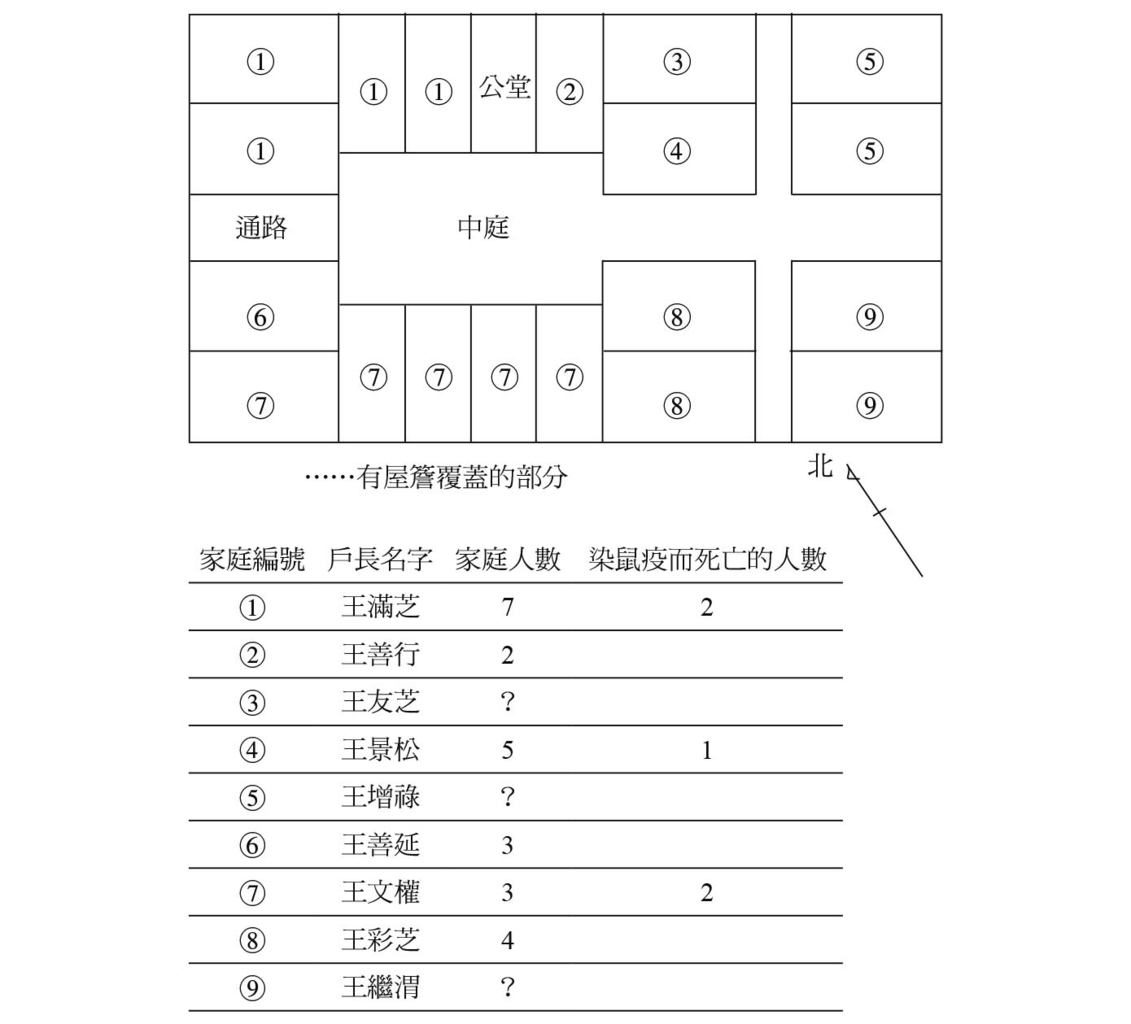 ① ③ ⑤
① ① 公堂 ②
① ④ ⑤
通路 中庭
⑥ ⑧ ⑨
⑦ ⑦ ⑦ ⑦
⑦ ⑧ ⑨
……有屋簷覆蓋的部分
北
家庭編號 戶長名字 家庭人數 染鼠疫而死亡的人數
① 王滿芝 7 2
② 王善行 2
③ 王友芝 ?
④ 王景松 5 1
⑤ 王增祿 ?
⑥ 王善延 3
⑦ 王文權 3 2
⑧ 王彩芝 4
⑨ 王繼渭 ?